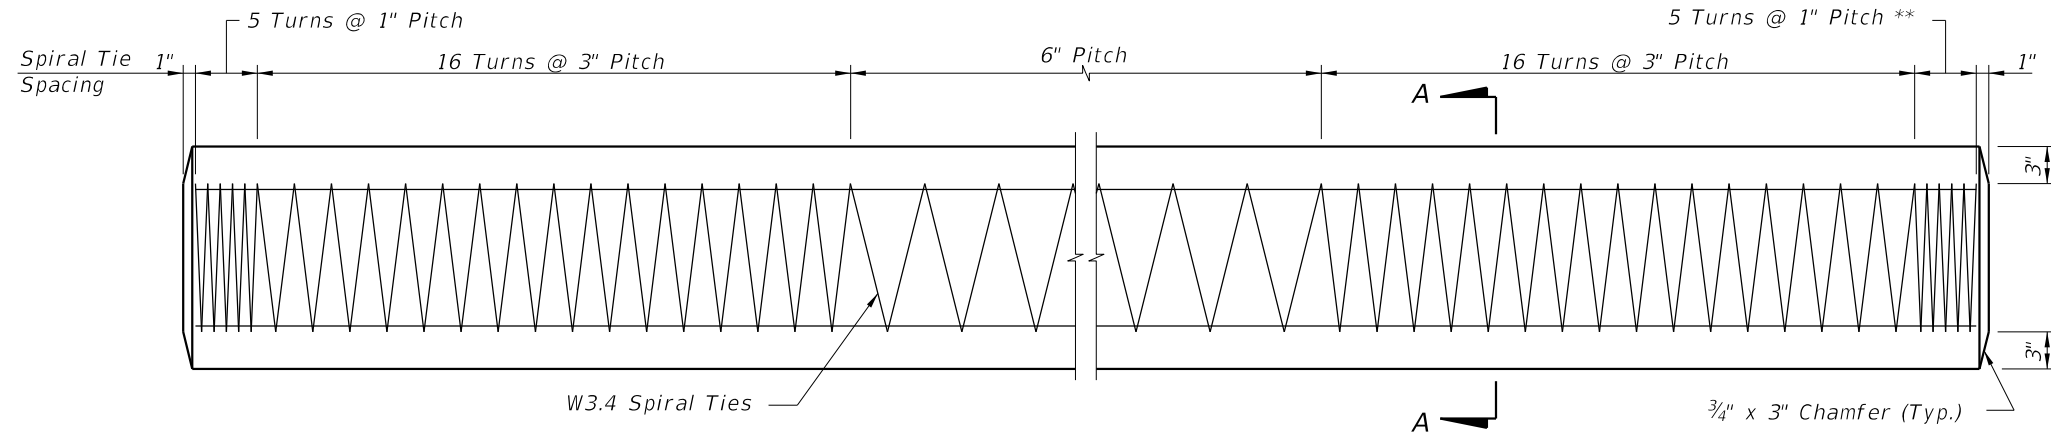 5 Turns @ 1" Pitch
5 Turns @ 1" Pitch **
Spiral Tie
Spacing
1"
16 Turns @ 3" Pitch
6" Pitch
16 Turns @ 3" Pitch
1"
A
3"
3"
W3.4 Spiral Ties
A
¾" x 3" Chamfer (Typ.)